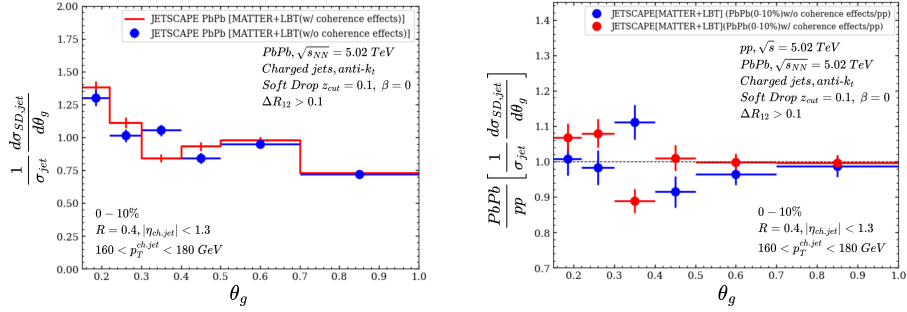 JETSCAPE PbPb [MATTER+LBT(w/ coherence effects)]
JETSCAPE PbPb [MATTER+LBT(w/o coherence effects)]
PbPb, √s_NN = 5.02 TeV
Charged jets, anti-k_t
Soft Drop z_cut = 0.1, β = 0
ΔR_12 > 0.1
1/σ_jet dσ_SD,jet/dθ_g
2.00
1.75
1.50
1.25
1.00
0.75
0.50
0.25
0.00
0 − 10%
R = 0.4, |η_ch.jet| < 1.3
160 < p_T^ch.jet < 180 GeV
0.2 0.3 0.4 0.5 0.6 0.7 0.8 0.9 1.0
θ_g
JETSCAPE[MATTER+LBT] (PbPb(0-10%)w/o coherence effects/pp)
JETSCAPE[MATTER+LBT](PbPb(0-10%)w/ coherence effects/pp)
pp, √s = 5.02 TeV
PbPb, √s_NN = 5.02 TeV
Charged jets, anti-k_t
Soft Drop z_cut = 0.1, β = 0
ΔR_12 > 0.1
PbPb/pp [1/σ_jet dσ_SD,jet/dθ_g]
1.4
1.3
1.2
1.1
1.0
0.9
0.8
0.7
0 − 10%
R = 0.4, |η_ch.jet| < 1.3
160 < p_T^ch.jet < 180 GeV
0.2 0.3 0.4 0.5 0.6 0.7 0.8 0.9 1.0
θ_g